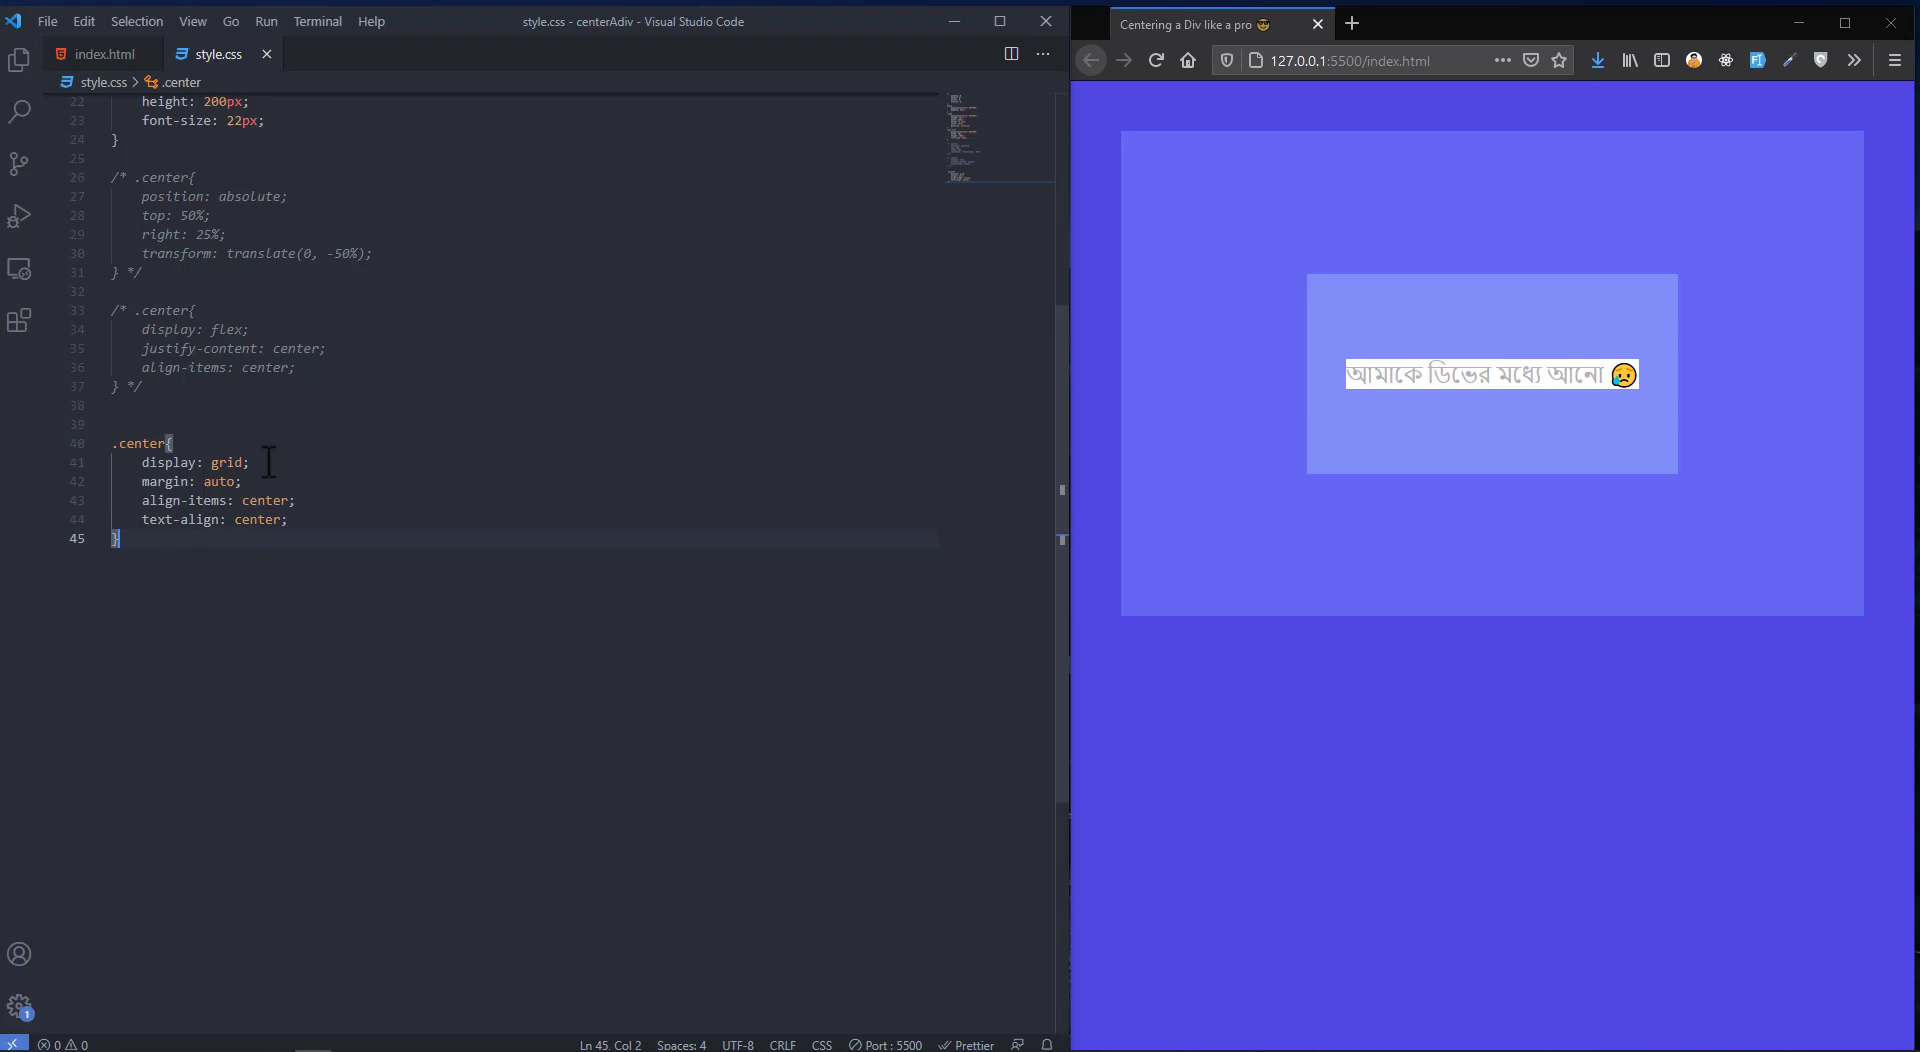 File Edit Selection View Go Run Terminal Help
style.css - centerAdiv - Visual Studio Code
index.html
style.css
style.css > .center
22 height: 200px;
23 font-size: 22px;
24 }
25
26 /* .center{
27 position: absolute;
28 top: 50%;
29 right: 25%;
30 transform: translate(0, -50%);
31 } */
32
33 /* .center{
34 display: flex;
35 justify-content: center;
36 align-items: center;
37 } */
38
39
40 .center{
41 display: grid;
42 margin: auto;
43 align-items: center;
44 text-align: center;
45 }
1
0 0
Ln 45, Col 2 Spaces: 4 UTF-8 CRLF CSS Port : 5500 Prettier
Centering a Div like a pro 😎
127.0.0.1:5500/index.html
আমাকে ডিভের মধ্যে আনো 😥